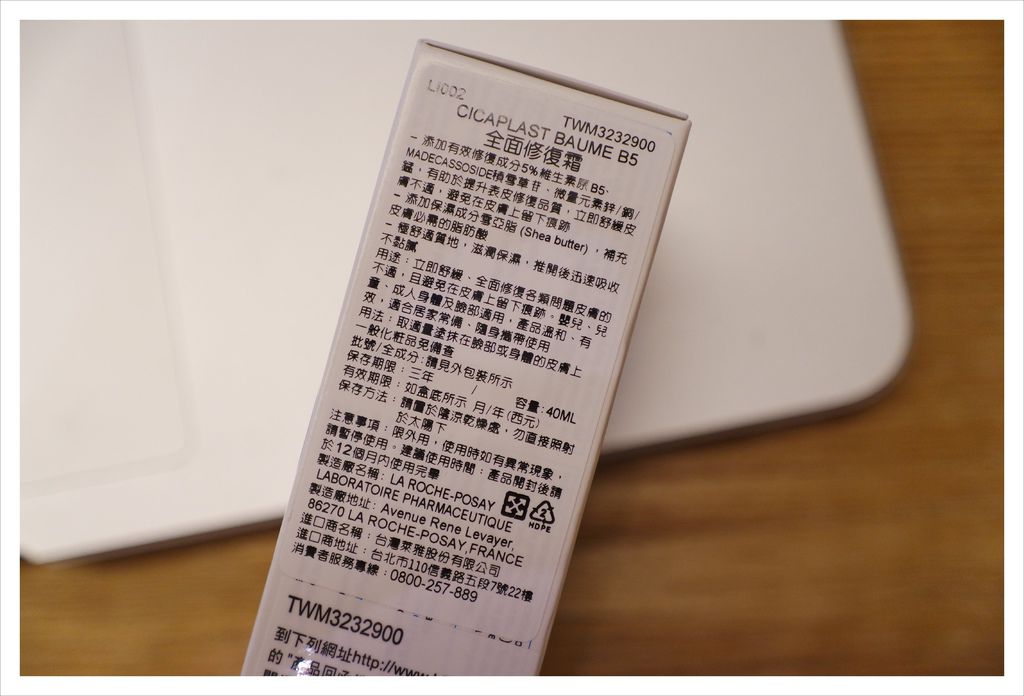 LI002
TWM3232900
CICAPLAST BAUME B5
全面修復霜
- 添加有效修復成分5%維生素原B5、
MADECASSOSIDE積雪草苷、微量元素鋅/銅/
錳，有助於提升表皮修復品質，立即舒緩皮
膚不適，避免在皮膚上留下痕跡
- 添加保濕成分雪亞脂 (Shea butter) ，補充
皮膚必需的脂肪酸
- 極舒適質地，滋潤保濕，推開後迅速吸收
不黏膩
用途：立即舒緩、全面修復各類問題皮膚的
不適，且避免在皮膚上留下痕跡。嬰兒、兒
童、成人身體及臉部適用，產品溫和、有
效，適合居家常備、隨身攜帶使用
用法：取適量塗抹在臉部或身體的皮膚上
一般化粧品免備查
批號/全成分:請見外包裝所示
保存期限：三年 / 容量：40ML
有效期限：如盒底所示 月/年(西元)
保存方法：請置於陰涼乾燥處，勿直接照射
於太陽下
注意事項：限外用，使用時如有異常現象，
請暫停使用。建議使用時間：產品開封後請
於12個月內使用完畢
製造廠名稱: LA ROCHE-POSAY
LABORATOIRE PHARMACEUTIQUE
製造廠地址: Avenue Rene Levayer,
86270 LA ROCHE-POSAY,FRANCE
進口商名稱：台灣萊雅股份有限公司
進口商地址：台北市110信義路五段7號22樓
消費者服務專線：0800-257-889
2
HDPE
TWM3232900
到下列網址http://www.
的 "產品回